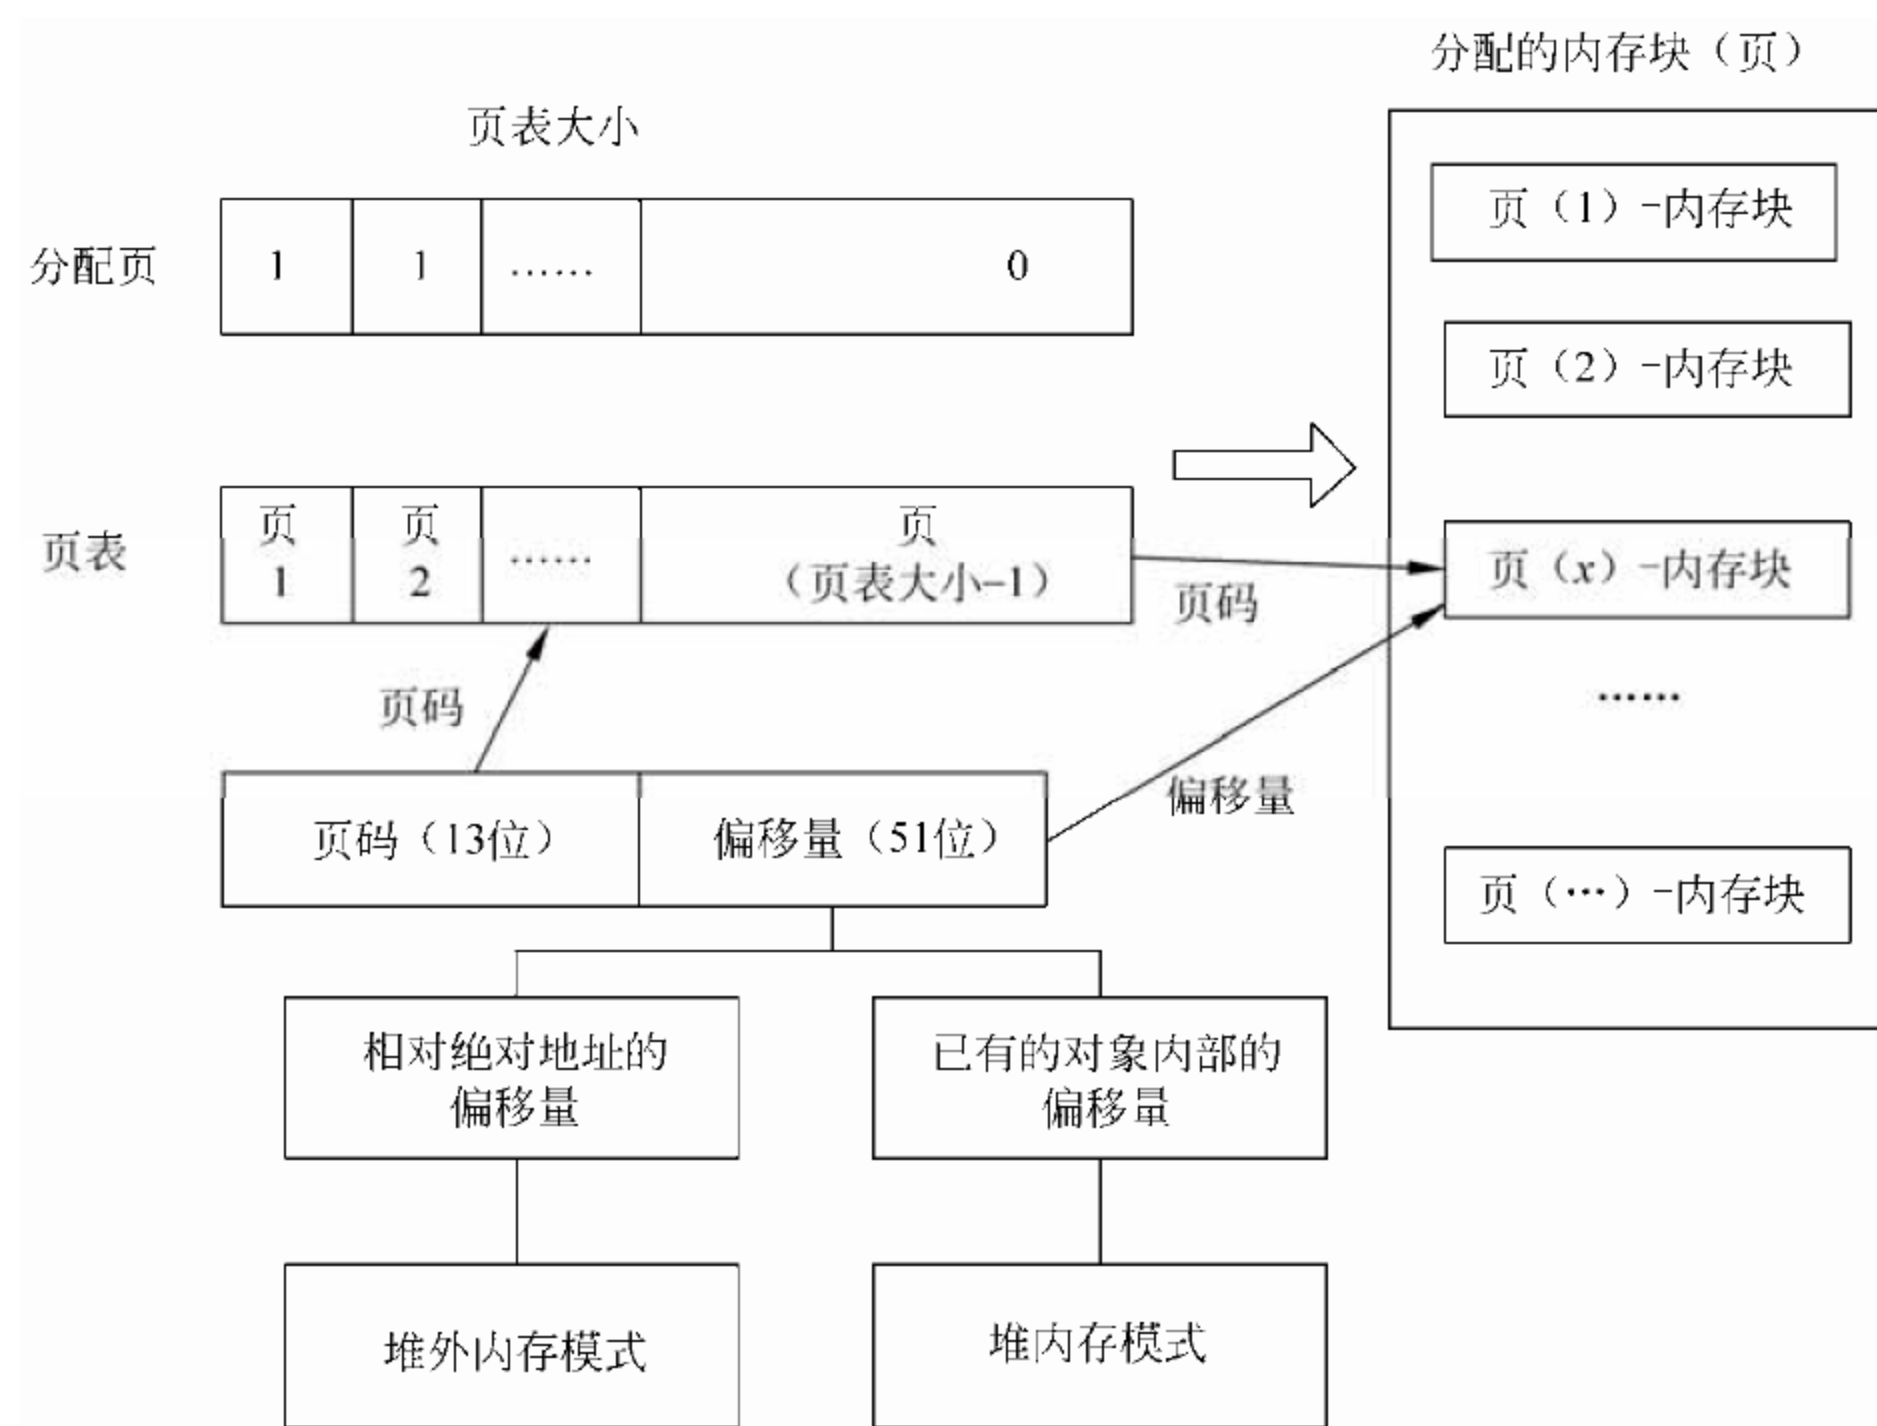 分配的内存块（页）
页表大小
分配页
1
1
……
0
页（1）-内存块
页（2）-内存块
页表
页
1
页
2
……
页
（页表大小-1）
页码
页（x）-内存块
……
页码
页码（13位）
偏移量（51位）
偏移量
页（…）-内存块
相对绝对地址的
偏移量
已有的对象内部的
偏移量
堆外内存模式
堆内存模式